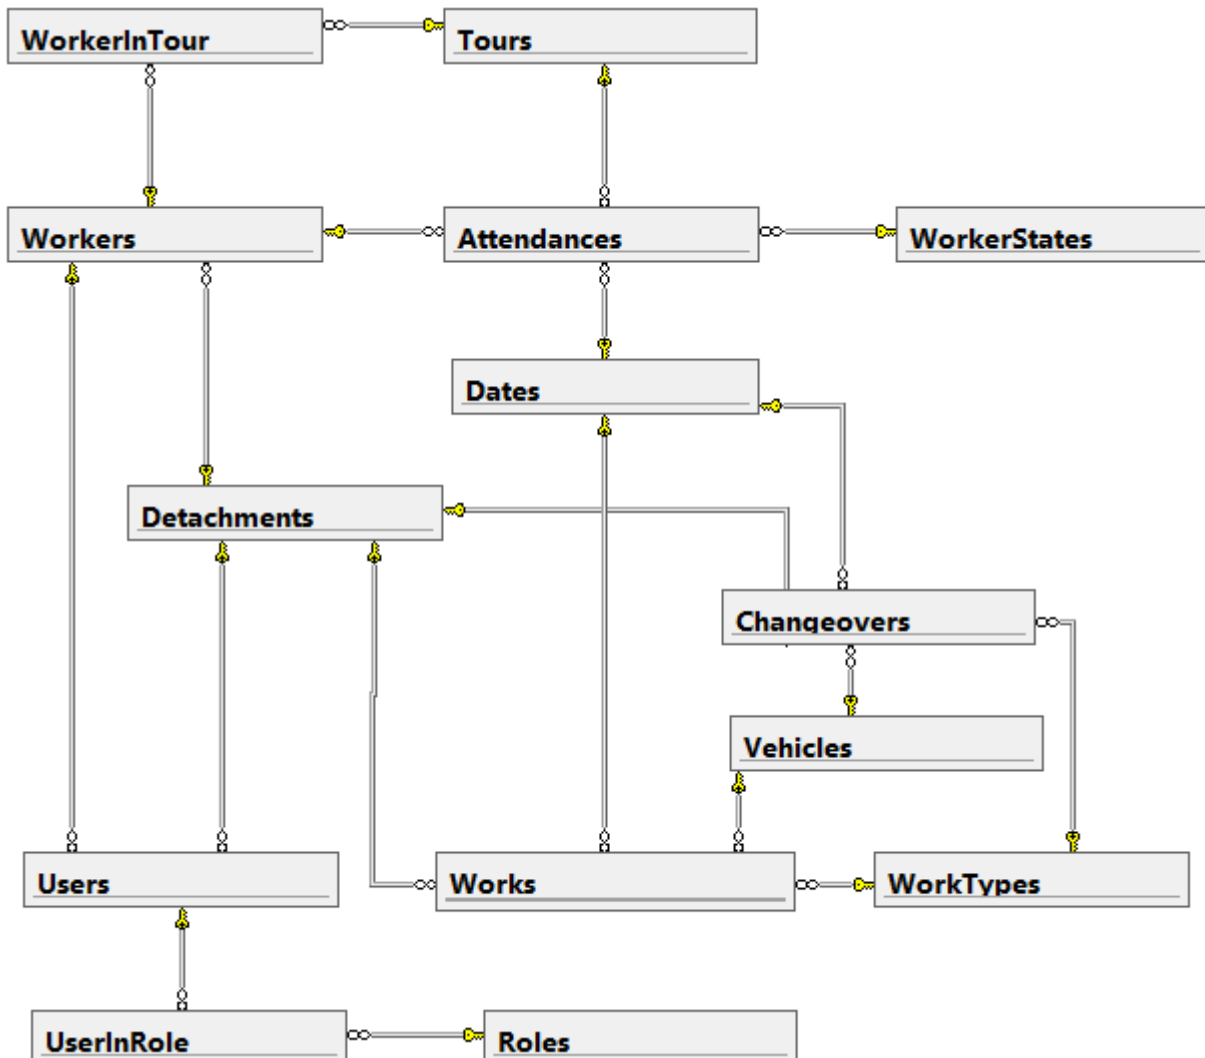 WorkerInTour
Tours
Workers
Attendances
WorkerStates
Dates
Detachments
Changeovers
Vehicles
Users
Works
WorkTypes
UserInRole
Roles